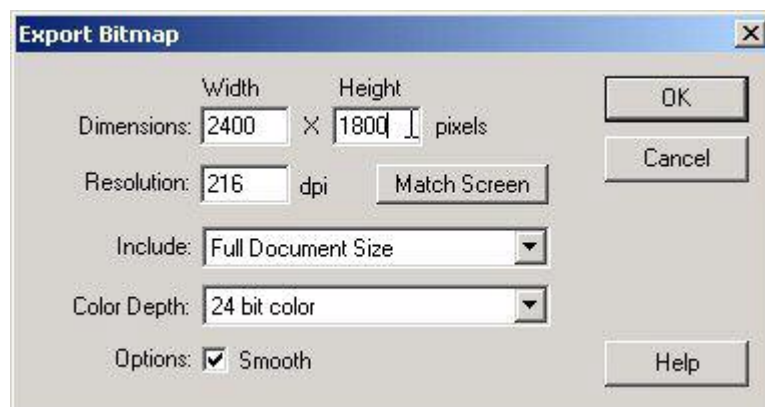 Export Bitmap
Width Height
Dimensions: 2400 X 1800 pixels
OK
Cancel
Resolution: 216 dpi Match Screen
Include: Full Document Size
Color Depth: 24 bit color
Options: Smooth
Help